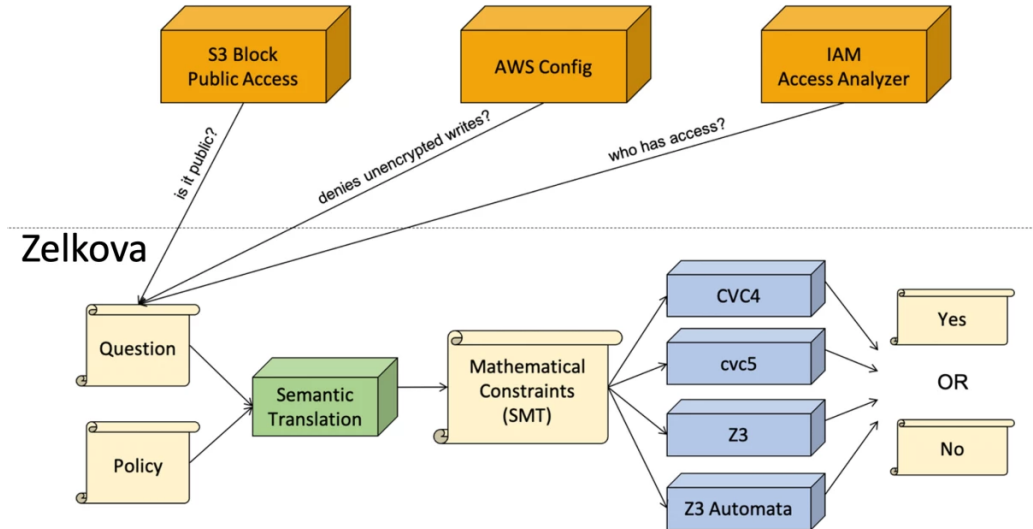 S3 Block
Public Access
AWS Config
IAM
Access Analyzer
is it public?
denies unencrypted writes?
who has access?
Zelkova
Question
Policy
Semantic
Translation
Mathematical
Constraints
(SMT)
CVC4
cvc5
Z3
Z3 Automata
Yes
OR
No